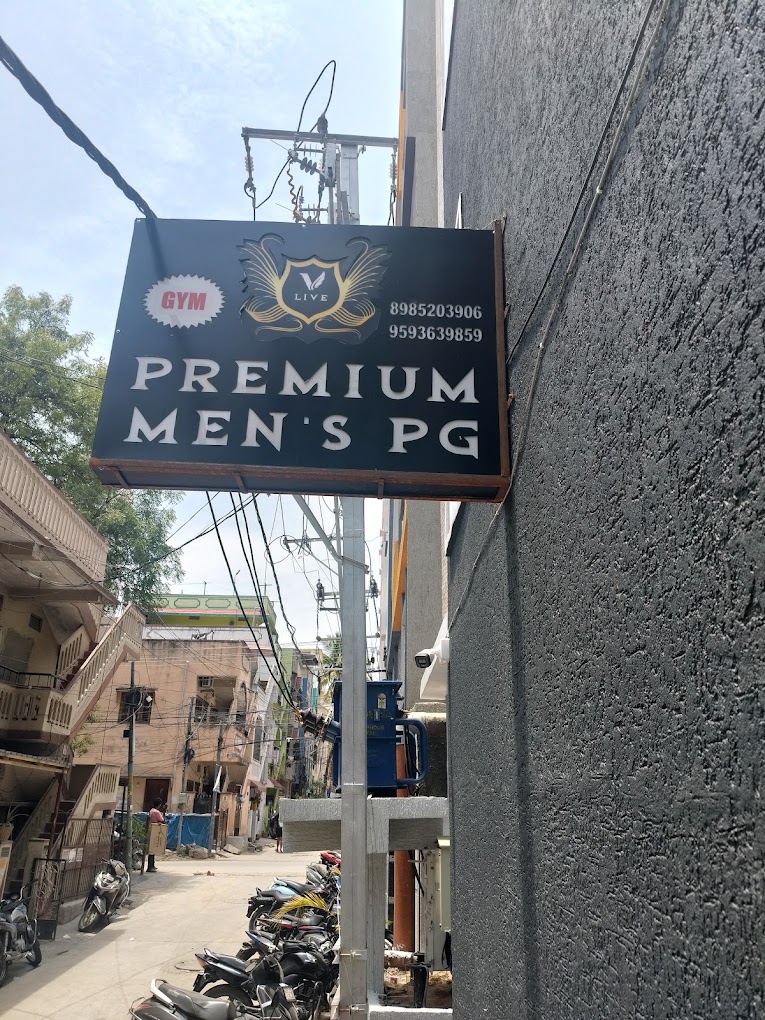 GYM
V
LIVE
8985203906
9593639859
PREMIUM
MEN'S PG